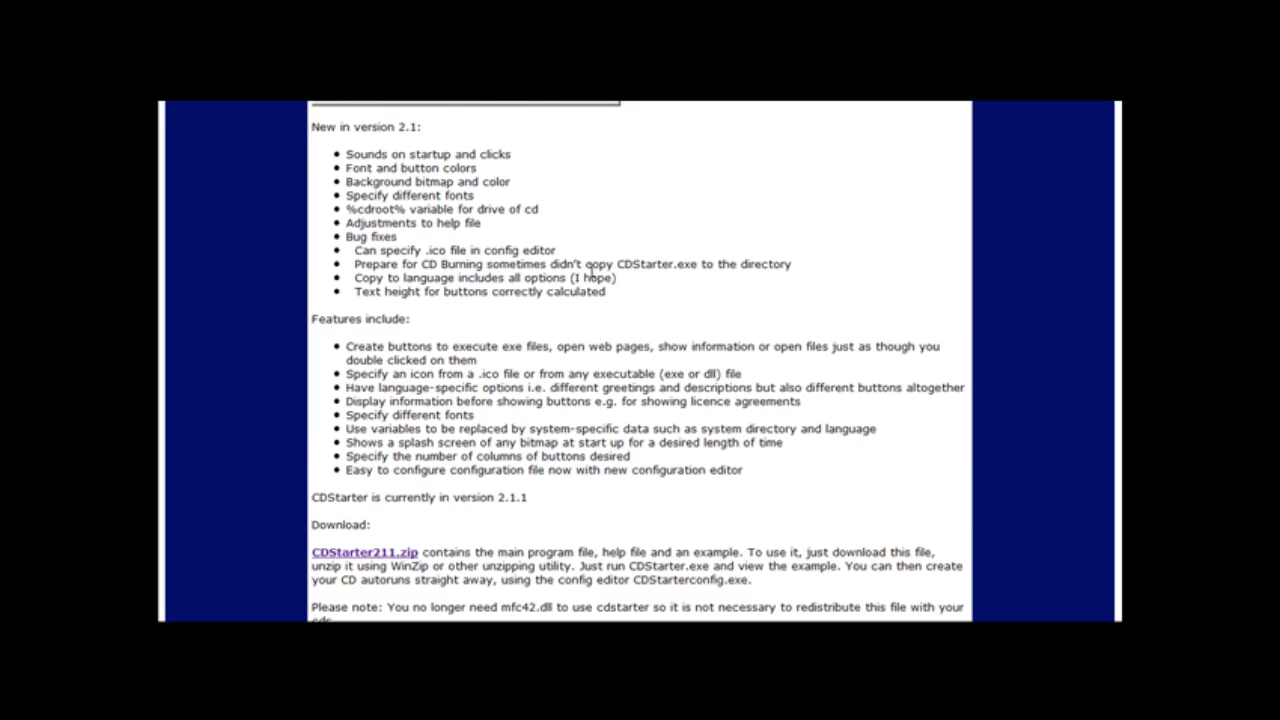 New in version 2.1:
Sounds on startup and clicks
Font and button colors
Background bitmap and color
Specify different fonts
%cdroot% variable for drive of cd
Adjustments to help file
Bug fixes
Can specify .ico file in config editor
Prepare for CD Burning sometimes didn't copy CDStarter.exe to the directory
Copy to language includes all options (I hope)
Text height for buttons correctly calculated
Features include:
Create buttons to execute exe files, open web pages, show information or open files just as though you
double clicked on them
Specify an icon from a .ico file or from any executable (exe or dll) file
Have language-specific options i.e. different greetings and descriptions but also different buttons altogether
Display information before showing buttons e.g. for showing licence agreements
Specify different fonts
Use variables to be replaced by system-specific data such as system directory and language
Shows a splash screen of any bitmap at start up for a desired length of time
Specify the number of columns of buttons desired
Easy to configure configuration file now with new configuration editor
CDStarter is currently in version 2.1.1
Download:
CDStarter211.zip contains the main program file, help file and an example. To use it, just download this file,
unzip it using WinZip or other unzipping utility. Just run CDStarter.exe and view the example. You can then create
your CD autoruns straight away, using the config editor CDStarterconfig.exe.
Please note: You no longer need mfc42.dll to use cdstarter so it is not necessary to redistribute this file with your